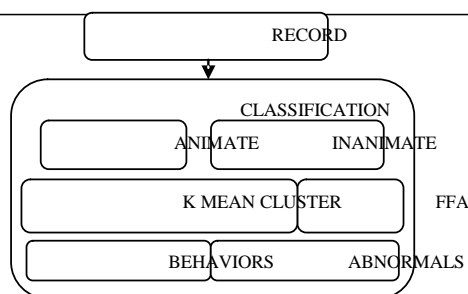 RECORD
CLASSIFICATION
ANIMATE INANIMATE
K MEAN CLUSTER FFA
BEHAVIORS ABNORMALS